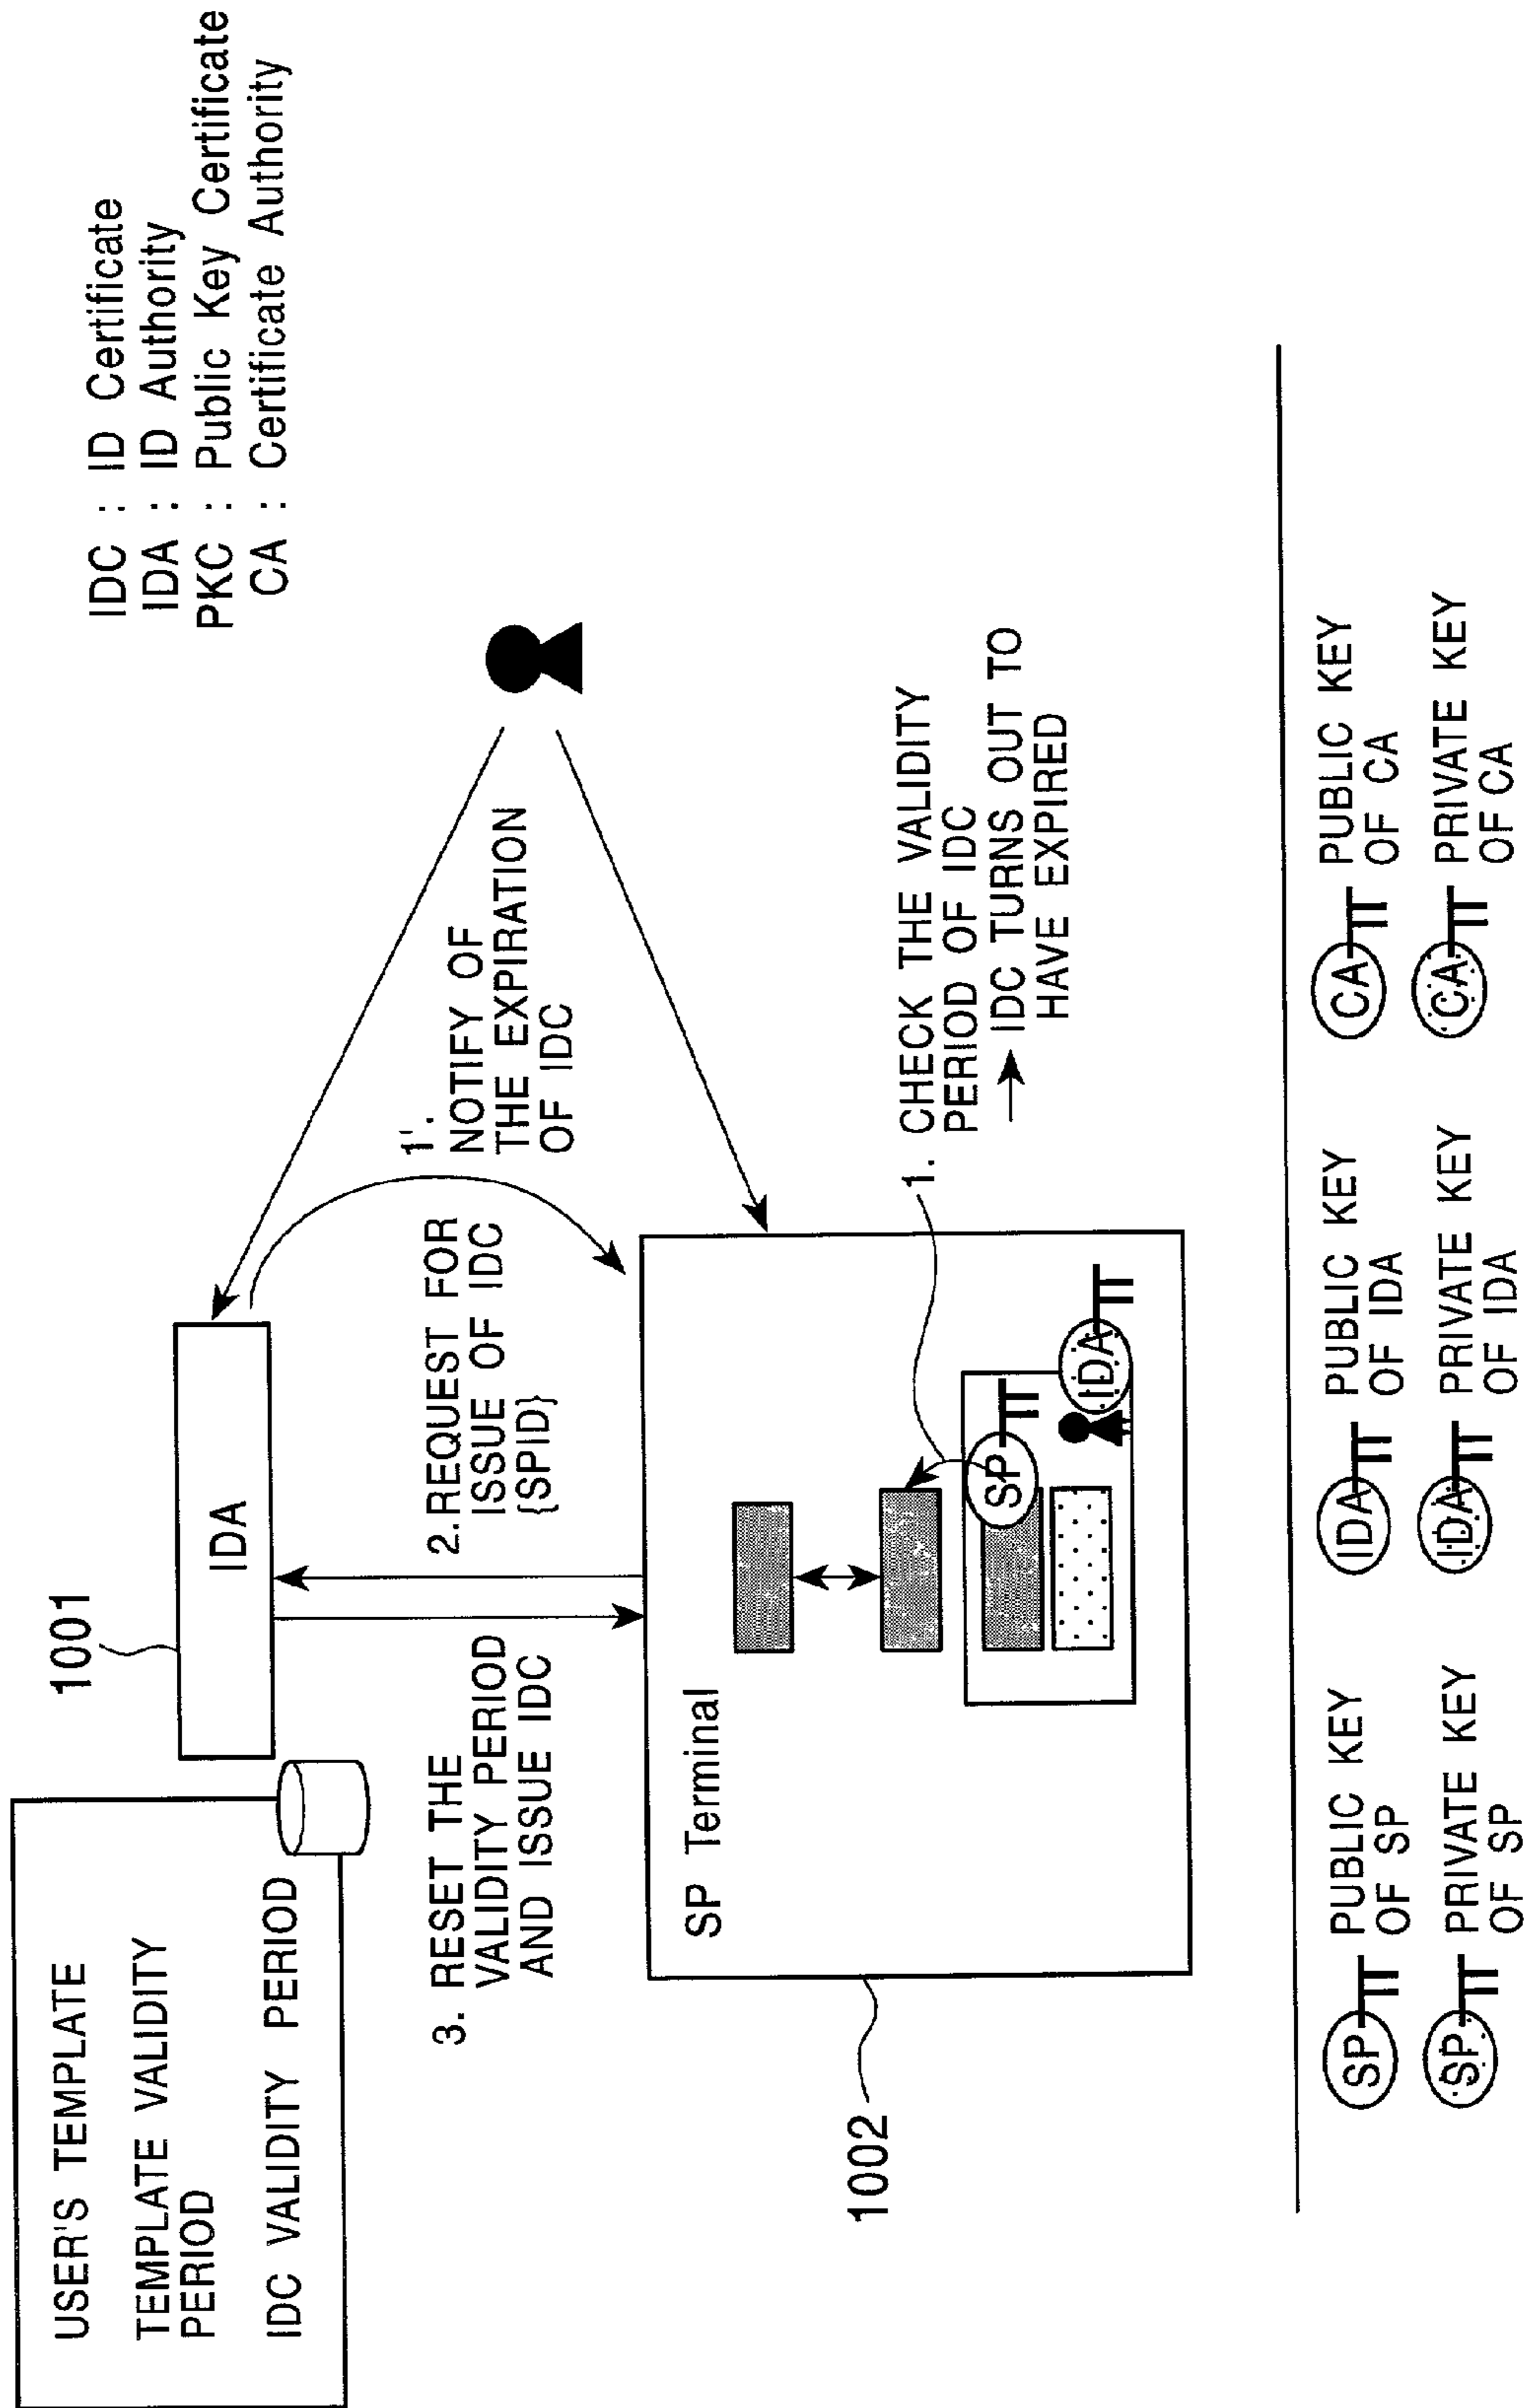 IDC : ID Certificate
IDA : ID Authority
PKC : Public Key Certificate
CA : Certificate Authority
USER'S TEMPLATE
TEMPLATE VALIDITY
PERIOD
IDC VALIDITY PERIOD
1001
IDA
1'.
NOTIFY OF
THE EXPIRATION
OF IDC
2. REQUEST FOR
ISSUE OF IDC
{SPID}
3. RESET THE
VALIDITY PERIOD
AND ISSUE IDC
SP Terminal
1002
SP
IDA
1. CHECK THE VALIDITY
PERIOD OF IDC
→ IDC TURNS OUT TO
HAVE EXPIRED
SP PUBLIC KEY
OF SP
SP PRIVATE KEY
OF SP
IDA PUBLIC KEY
OF IDA
IDA PRIVATE KEY
OF IDA
CA PUBLIC KEY
OF CA
CA PRIVATE KEY
OF CA